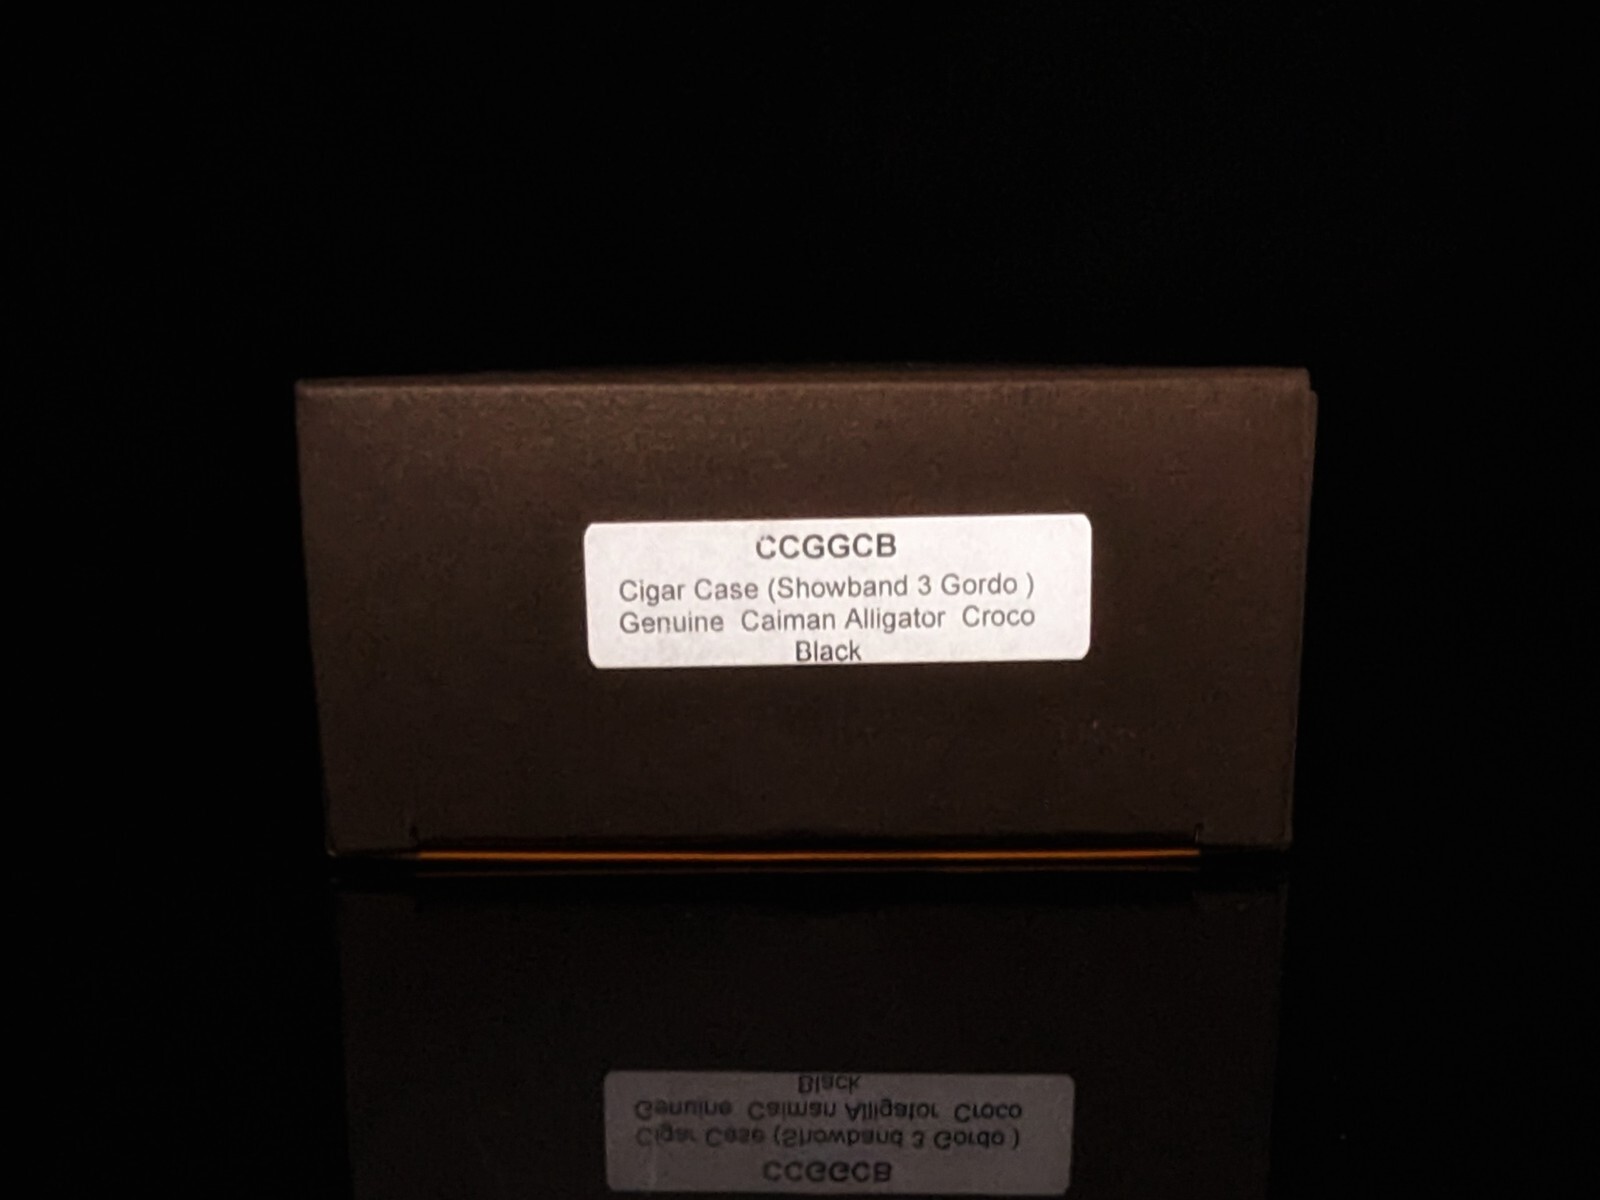 CCGGCB
Cigar Case (Showband 3 Gordo )
Genuine Caiman Alligator Croco
Black